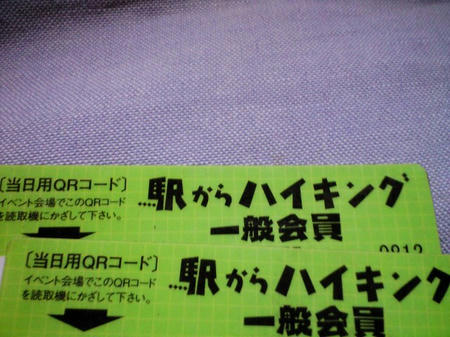 〔当日用QRコード〕
イベント会場でこのQRコード
を読取機にかざして下さい。
駅からハイキング
一般会員
〔当日用QRコード〕
イベント会場でこのQRコード
を読取機にかざして下さい。
駅からハイキング
一般会員